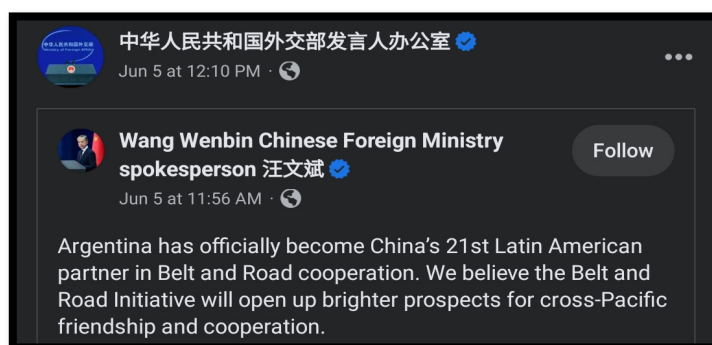 中华人民共和国外交部发言人办公室
Jun 5 at 12:10 PM ·
Wang Wenbin Chinese Foreign Ministry
spokesperson 汪文斌
Follow
Jun 5 at 11:56 AM ·
Argentina has officially become China’s 21st Latin American
partner in Belt and Road cooperation. We believe the Belt and
Road Initiative will open up brighter prospects for cross-Pacific
friendship and cooperation.